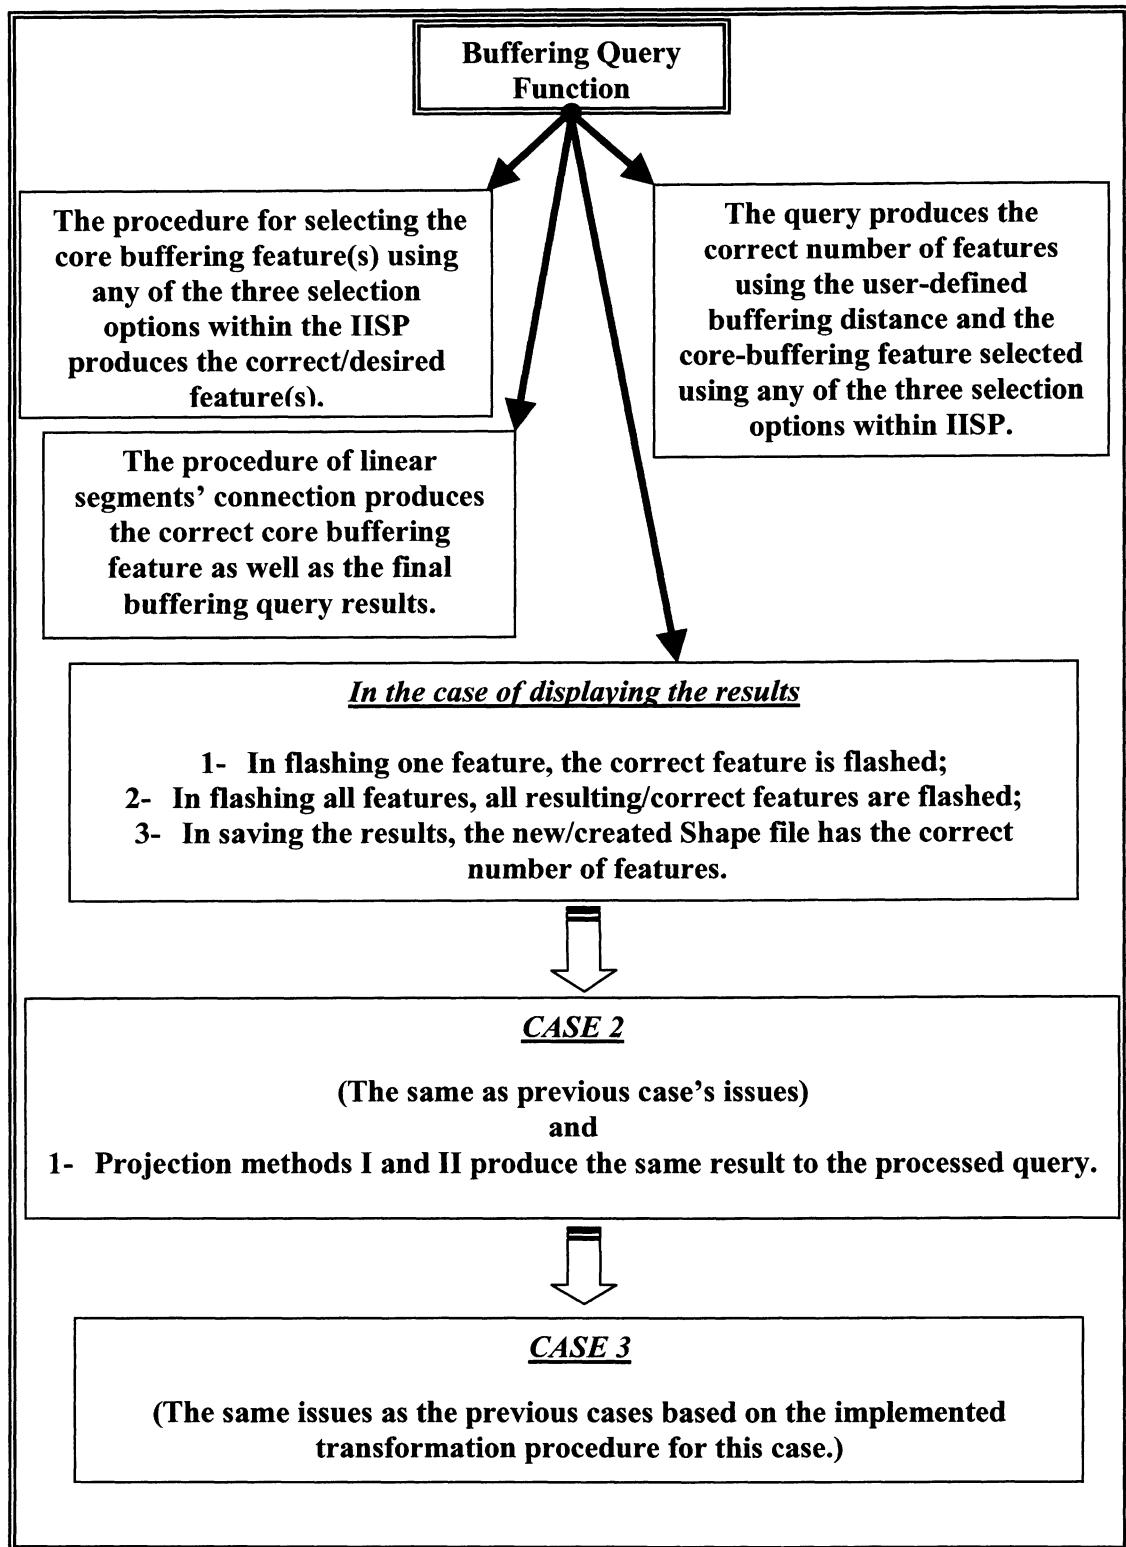 Buffering Query
Function
The procedure for selecting the
core buffering feature(s) using
any of the three selection
options within the IISP
produces the correct/desired
feature(s).
The query produces the
correct number of features
using the user-defined
buffering distance and the
core-buffering feature selected
using any of the three selection
options within IISP.
The procedure of linear
segments’ connection produces
the correct core buffering
feature as well as the final
buffering query results.
In the case of displaying the results
1- In flashing one feature, the correct feature is flashed;
2- In flashing all features, all resulting/correct features are flashed;
3- In saving the results, the new/created Shape file has the correct
number of features.
CASE 2
(The same as previous case’s issues)
and
1- Projection methods I and II produce the same result to the processed query.
CASE 3
(The same issues as the previous cases based on the implemented
transformation procedure for this case.)